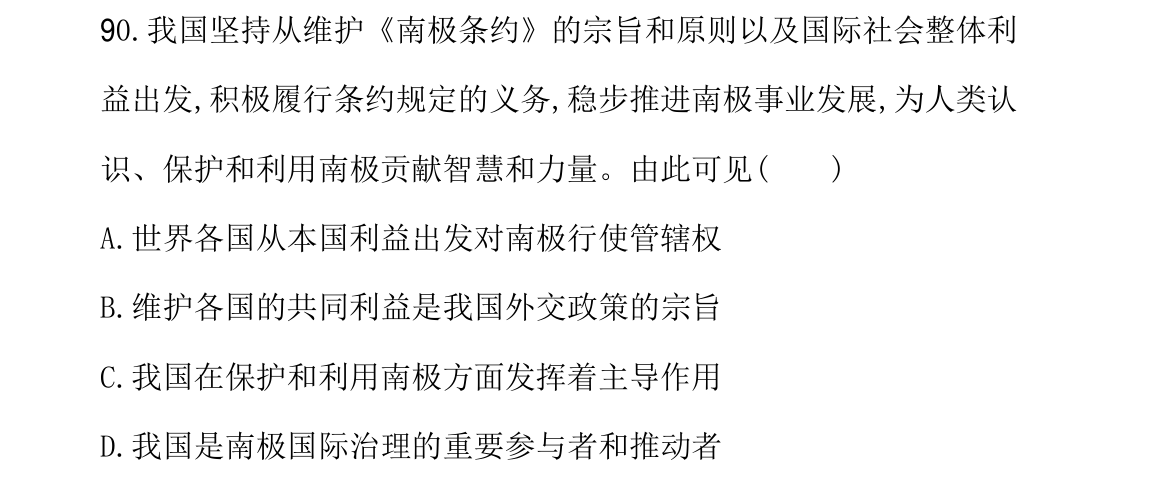 90.我国坚持从维护《南极条约》的宗旨和原则以及国际社会整体利
益出发,积极履行条约规定的义务,稳步推进南极事业发展,为人类认
识、保护和利用南极贡献智慧和力量。由此可见(  )
A.世界各国从本国利益出发对南极行使管辖权
B.维护各国的共同利益是我国外交政策的宗旨
C.我国在保护和利用南极方面发挥着主导作用
D.我国是南极国际治理的重要参与者和推动者